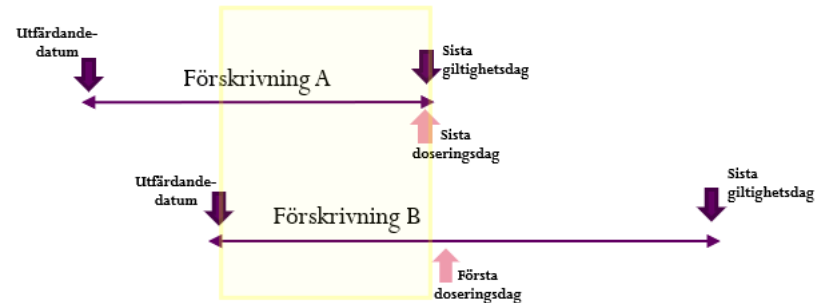 Utfärdande-
datum
Sista
giltighetsdag
Förskrivning A
Sista
doseringsdag
Utfärdande-
datum
Sista
giltighetsdag
Förskrivning B
Första
doseringsdag